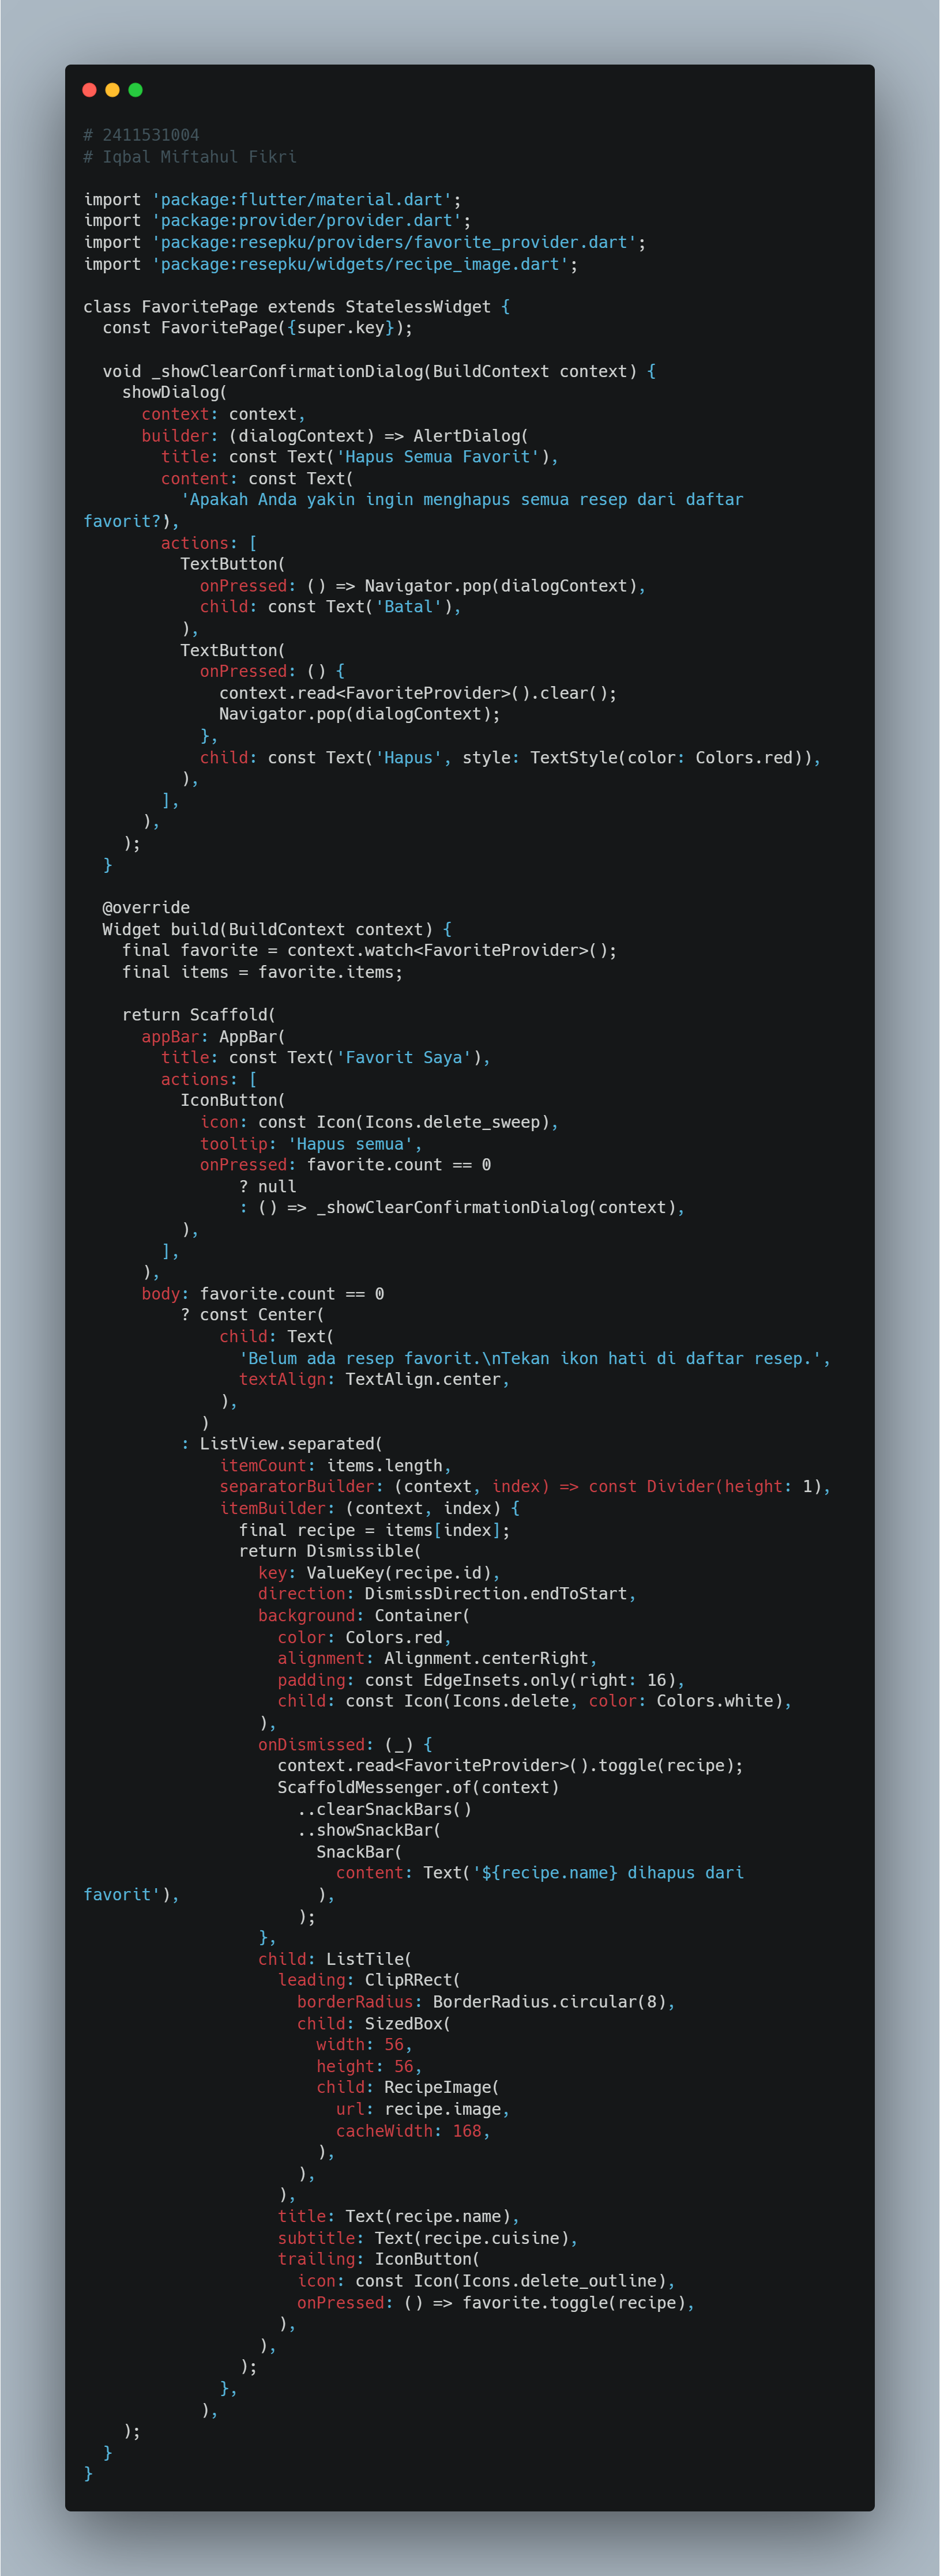 # 2411531004
# Iqbal Miftahul Fikri

import 'package:flutter/material.dart';
import 'package:provider/provider.dart';
import 'package:resepku/providers/favorite_provider.dart';
import 'package:resepku/widgets/recipe_image.dart';

class FavoritePage extends StatelessWidget {
  const FavoritePage({super.key});

  void _showClearConfirmationDialog(BuildContext context) {
    showDialog(
      context: context,
      builder: (dialogContext) => AlertDialog(
        title: const Text('Hapus Semua Favorit'),
        content: const Text(
          'Apakah Anda yakin ingin menghapus semua resep dari daftar
favorit?),
        actions: [
          TextButton(
            onPressed: () => Navigator.pop(dialogContext),
            child: const Text('Batal'),
          ),
          TextButton(
            onPressed: () {
              context.read<FavoriteProvider>().clear();
              Navigator.pop(dialogContext);
            },
            child: const Text('Hapus', style: TextStyle(color: Colors.red)),
          ),
        ],
      ),
    );
  }

  @override
  Widget build(BuildContext context) {
    final favorite = context.watch<FavoriteProvider>();
    final items = favorite.items;

    return Scaffold(
      appBar: AppBar(
        title: const Text('Favorit Saya'),
        actions: [
          IconButton(
            icon: const Icon(Icons.delete_sweep),
            tooltip: 'Hapus semua',
            onPressed: favorite.count == 0
                ? null
                : () => _showClearConfirmationDialog(context),
          ),
        ],
      ),
      body: favorite.count == 0
          ? const Center(
              child: Text(
                'Belum ada resep favorit.\nTekan ikon hati di daftar resep.',
                textAlign: TextAlign.center,
              ),
            )
          : ListView.separated(
              itemCount: items.length,
              separatorBuilder: (context, index) => const Divider(height: 1),
              itemBuilder: (context, index) {
                final recipe = items[index];
                return Dismissible(
                  key: ValueKey(recipe.id),
                  direction: DismissDirection.endToStart,
                  background: Container(
                    color: Colors.red,
                    alignment: Alignment.centerRight,
                    padding: const EdgeInsets.only(right: 16),
                    child: const Icon(Icons.delete, color: Colors.white),
                  ),
                  onDismissed: (_) {
                    context.read<FavoriteProvider>().toggle(recipe);
                    ScaffoldMessenger.of(context)
                      ..clearSnackBars()
                      ..showSnackBar(
                        SnackBar(
                          content: Text('${recipe.name} dihapus dari
favorit'),              ),
                      );
                  },
                  child: ListTile(
                    leading: ClipRRect(
                      borderRadius: BorderRadius.circular(8),
                      child: SizedBox(
                        width: 56,
                        height: 56,
                        child: RecipeImage(
                          url: recipe.image,
                          cacheWidth: 168,
                        ),
                      ),
                    ),
                    title: Text(recipe.name),
                    subtitle: Text(recipe.cuisine),
                    trailing: IconButton(
                      icon: const Icon(Icons.delete_outline),
                      onPressed: () => favorite.toggle(recipe),
                    ),
                  ),
                );
              },
            ),
    );
  }
}